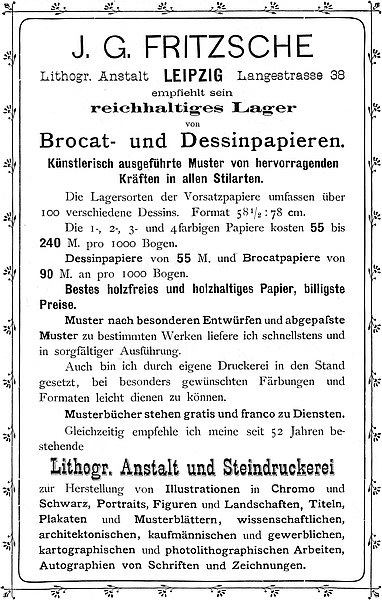 J. G. FRITZSCHE
Lithogr. Anstalt LEIPZIG Langestrasse 38
empfiehlt sein
reichhaltiges Lager
von
Brocat- und Dessinpapieren.
Künstlerisch ausgeführte Muster von hervorragenden
Kräften in allen Stilarten.
Die Lagersorten der Vorsatzpapiere umfassen über
100 verschiedene Dessins. Format 58½ : 78 cm.
Die 1-, 2-, 3- und 4farbigen Papiere kosten 55 bis
240 M. pro 1000 Bogen.
Dessinpapiere von 55 M. und Brocatpapiere von
90 M. an pro 1000 Bogen.
Bestes holzfreies und holzhaltiges Papier, billigste
Preise.
Muster nach besonderen Entwürfen und abgepaßte
Muster zu bestimmten Werken liefere ich schnellstens und
in sorgfältiger Ausführung.
Auch bin ich durch eigene Druckerei in den Stand
gesetzt, bei besonders gewünschten Färbungen und
Formaten leicht dienen zu können.
Musterbücher stehen gratis und franco zu Diensten.
Gleichzeitig empfehle ich meine seit 52 Jahren be-
stehende
Lithogr. Anstalt und Steindruckerei
zur Herstellung von Illustrationen in Chromo und
Schwarz, Portraits, Figuren und Landschaften, Titeln,
Plakaten und Musterblättern, wissenschaftlichen,
architektonischen, kaufmännischen und gewerblichen,
kartographischen und photolithographischen Arbeiten,
Autographien von Schriften und Zeichnungen.